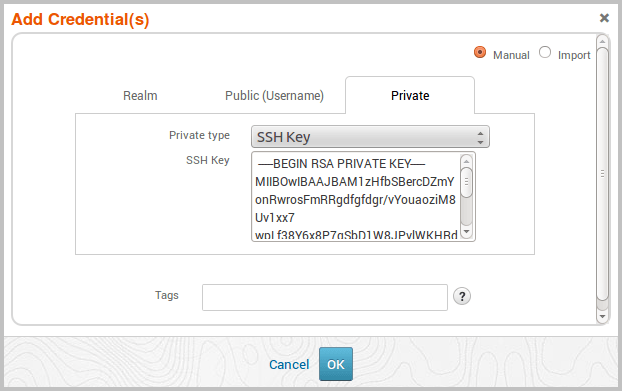 Add Credential(s)
Manual Import
Realm Public (Username) Private
Private type SSH Key
SSH Key
-----BEGIN RSA PRIVATE KEY-----
MIIBOwIBAAJBAM1zHfbSBercDZmY
onRwrosFmRRgdfgfdgr/vYouaoziM8
Uv1xx7
wpLf38Y6x8P7qSbD1W8JPvlWKHBd
Tags ?
Cancel OK